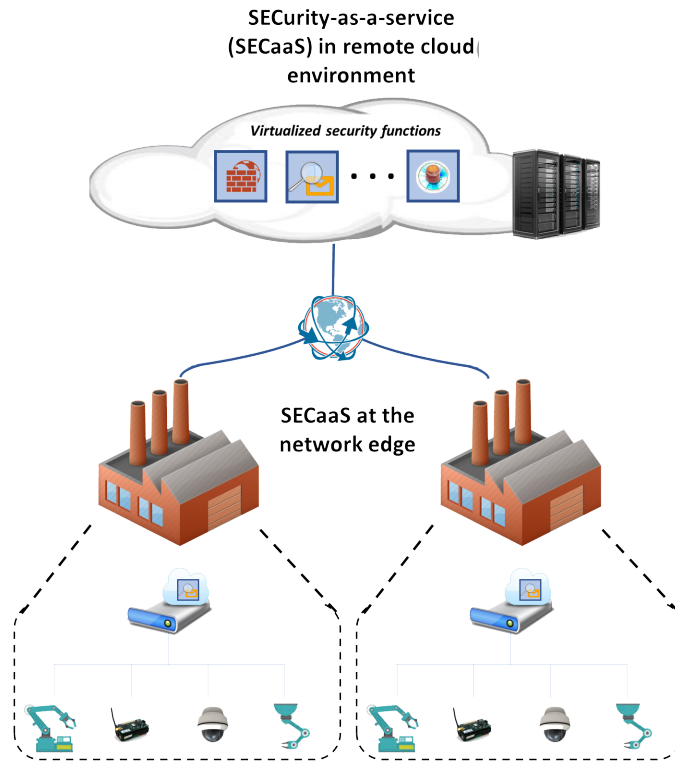 SECurity-as-a-service
(SECaaS) in remote cloud
environment
Virtualized security functions
SECaaS at the
network edge